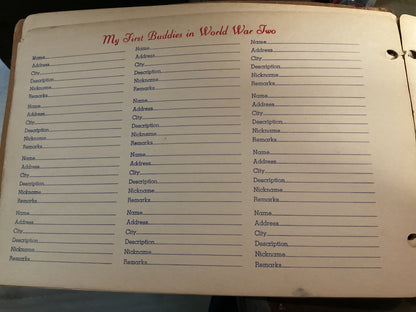 My First Buddies in World War Two
Name
Address
City
Description
Nickname
Remarks
Name
Address
City
Description
Nickname
Remarks
Name
Address
City
Description
Nickname
Remarks
Name
Address
City
Description
Nickname
Remarks
Name
Address
City
Description
Nickname
Remarks
Name
Address
City
Description
Nickname
Remarks
Name
Address
City
Description
Nickname
Remarks
Name
Address
City
Description
Nickname
Remarks
Name
Address
City
Description
Nickname
Remarks
Name
Address
City
Description
Nickname
Remarks
Name
Address
City
Description
Nickname
Remarks
Name
Address
City
Description
Nickname
Remarks